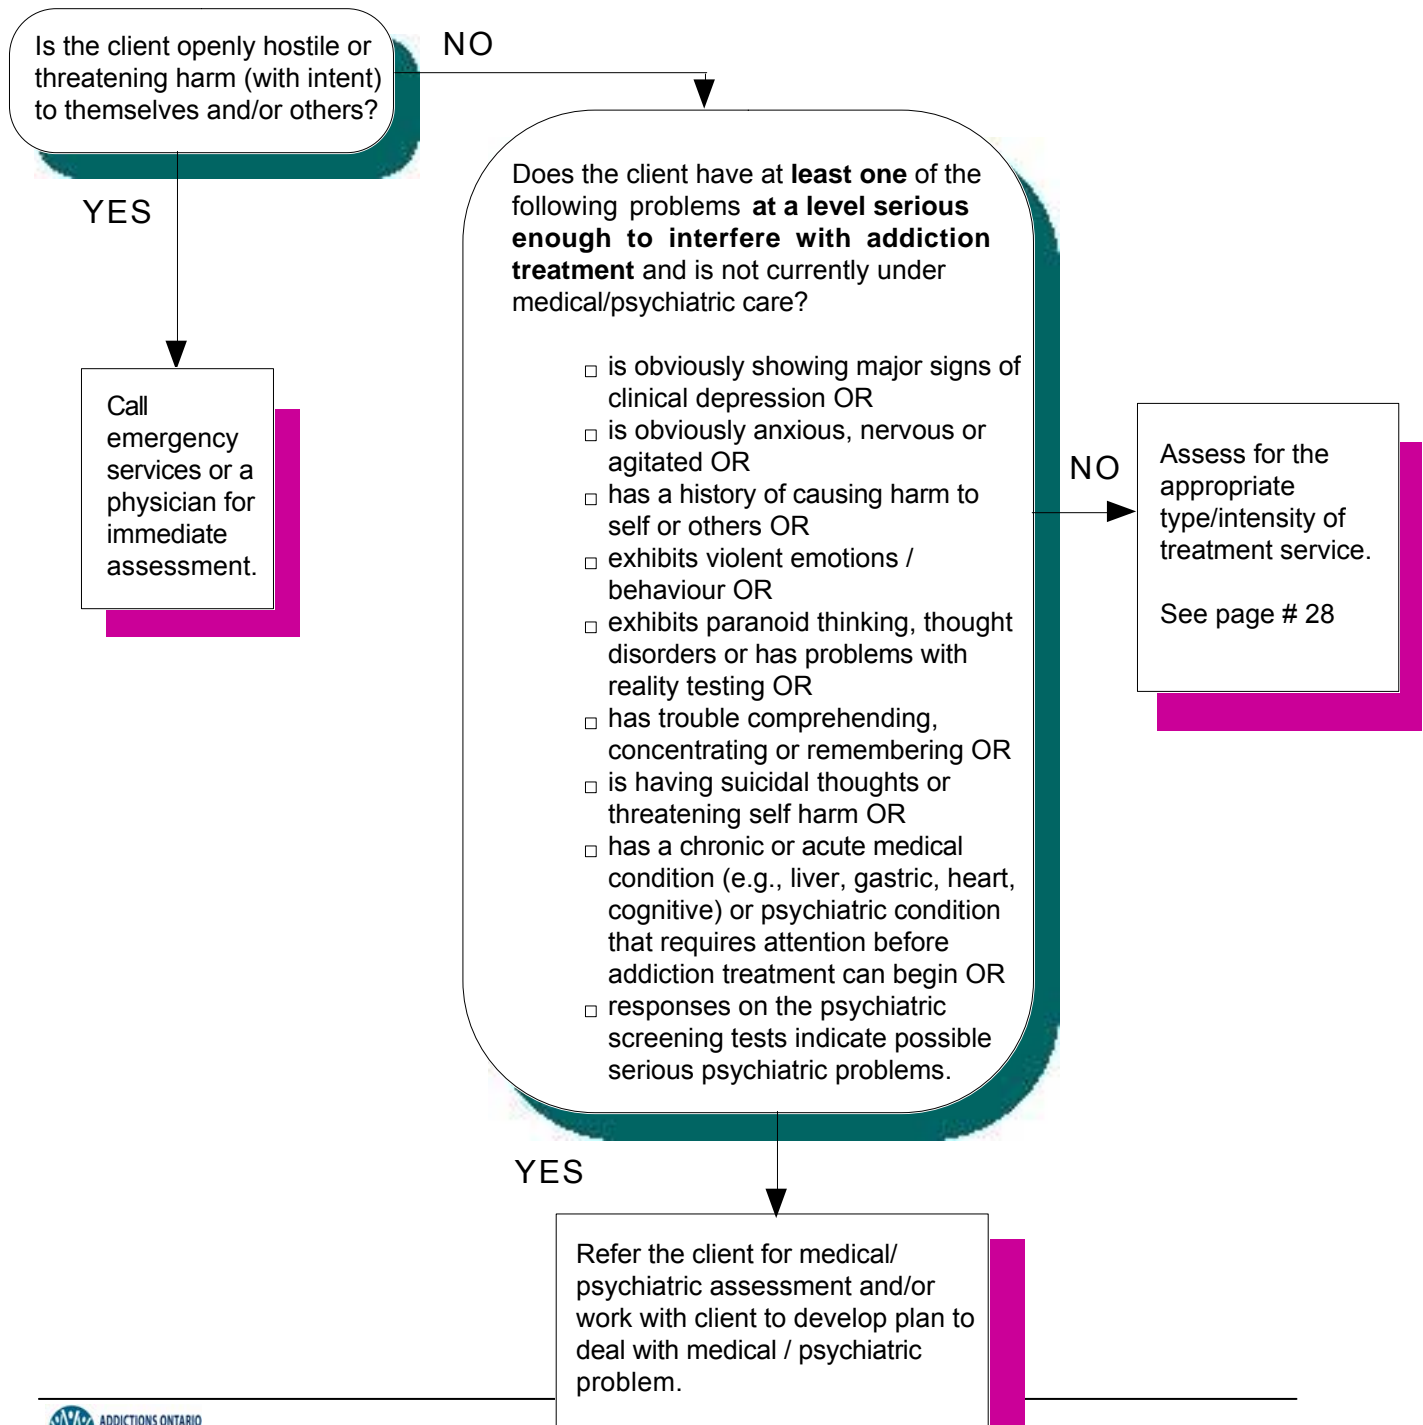 Is the client openly hostile or
threatening harm (with intent)
to themselves and/or others?
NO
YES
Call
emergency
services or a
physician for
immediate
assessment.
Does the client have at least one of the
following problems at a level serious
enough to interfere with addiction
treatment and is not currently under
medical/psychiatric care?
□ is obviously showing major signs of
clinical depression OR
□ is obviously anxious, nervous or
agitated OR
□ has a history of causing harm to
self or others OR
□ exhibits violent emotions /
behaviour OR
□ exhibits paranoid thinking, thought
disorders or has problems with
reality testing OR
□ has trouble comprehending,
concentrating or remembering OR
□ is having suicidal thoughts or
threatening self harm OR
□ has a chronic or acute medical
condition (e.g., liver, gastric, heart,
cognitive) or psychiatric condition
that requires attention before
addiction treatment can begin OR
□ responses on the psychiatric
screening tests indicate possible
serious psychiatric problems.
NO
Assess for the
appropriate
type/intensity of
treatment service.
See page # 28
YES
Refer the client for medical/
psychiatric assessment and/or
work with client to develop plan to
deal with medical / psychiatric
problem.
ADDICTIONS ONTARIO